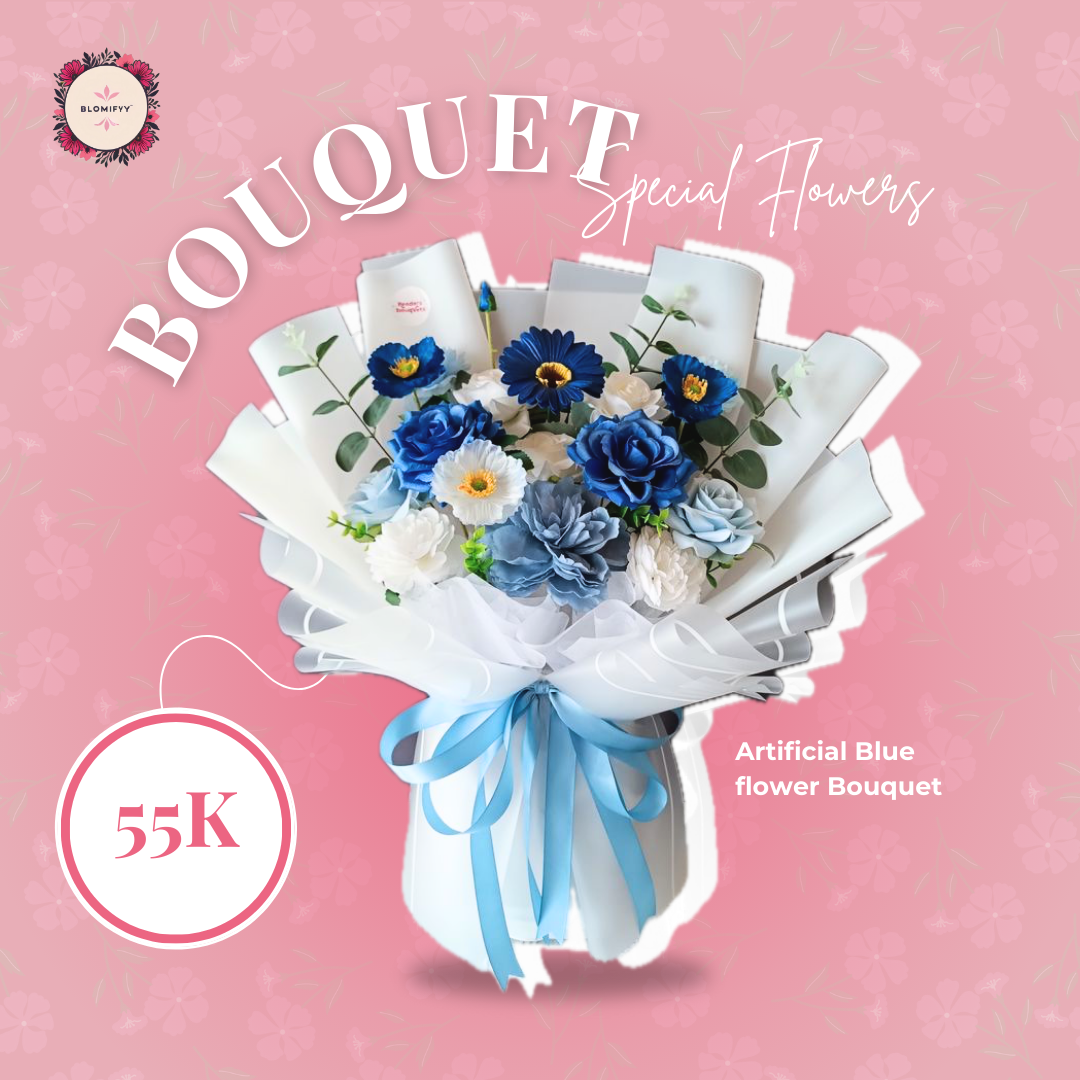 BLOMIFYY
BOUQUET
Special Flowers
55K
Artificial Blue
flower Bouquet